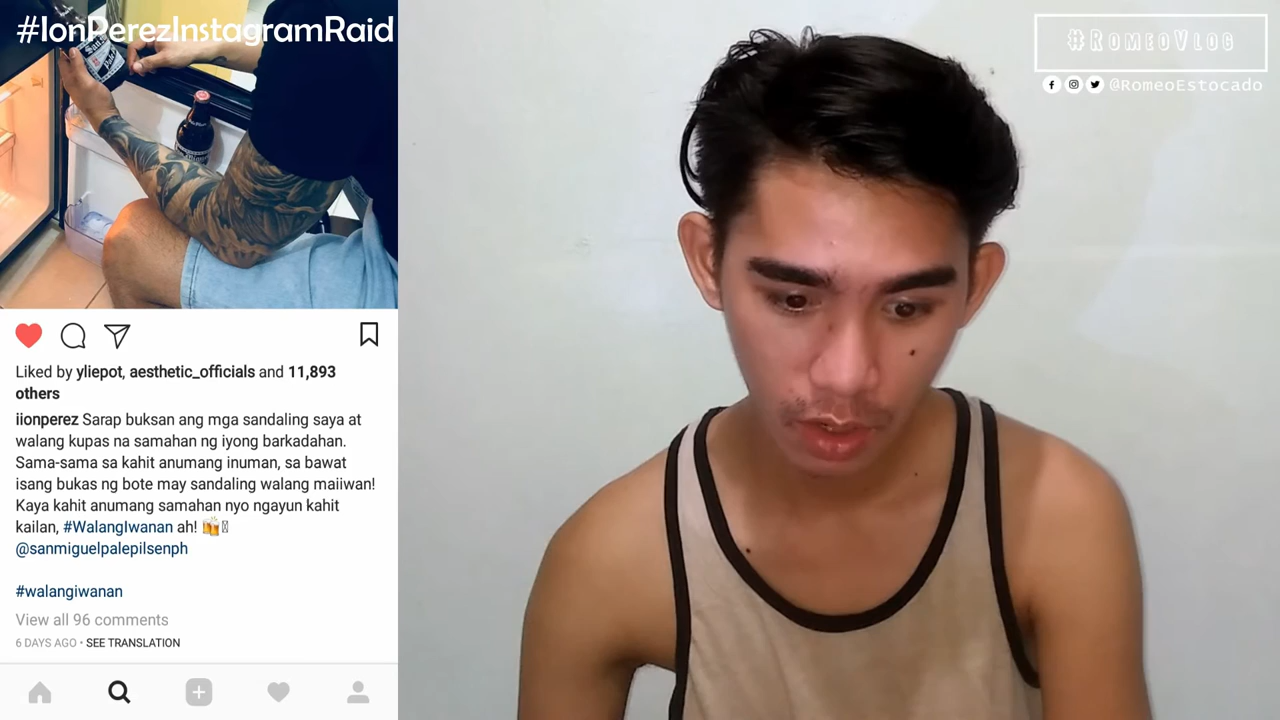 #IonPerezInstagramRaid
#RomeoVlog
@RomeoEstocado
Liked by yliepot, aesthetic_officials and 11,893
others
iionperez Sarap buksan ang mga sandaling saya at
walang kupas na samahan ng iyong barkadahan.
Sama-sama sa kahit anumang inuman, sa bawat
isang bukas ng bote may sandaling walang maiiwan!
Kaya kahit anumang samahan nyo ngayun kahit
kailan, #WalangIwanan ah! 🍻
@sanmiguelpalepilsenph
#walangiwanan
View all 96 comments
6 DAYS AGO • SEE TRANSLATION